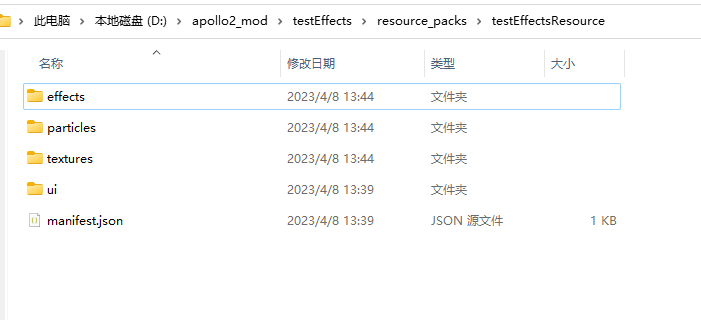 此电脑 > 本地磁盘 (D:) > apollo2_mod > testEffects > resource_packs > testEffectsResource
名称 修改日期 类型 大小
effects 2023/4/8 13:44 文件夹
particles 2023/4/8 13:44 文件夹
textures 2023/4/8 13:44 文件夹
ui 2023/4/8 13:39 文件夹
manifest.json 2023/4/8 13:39 JSON 源文件 1 KB